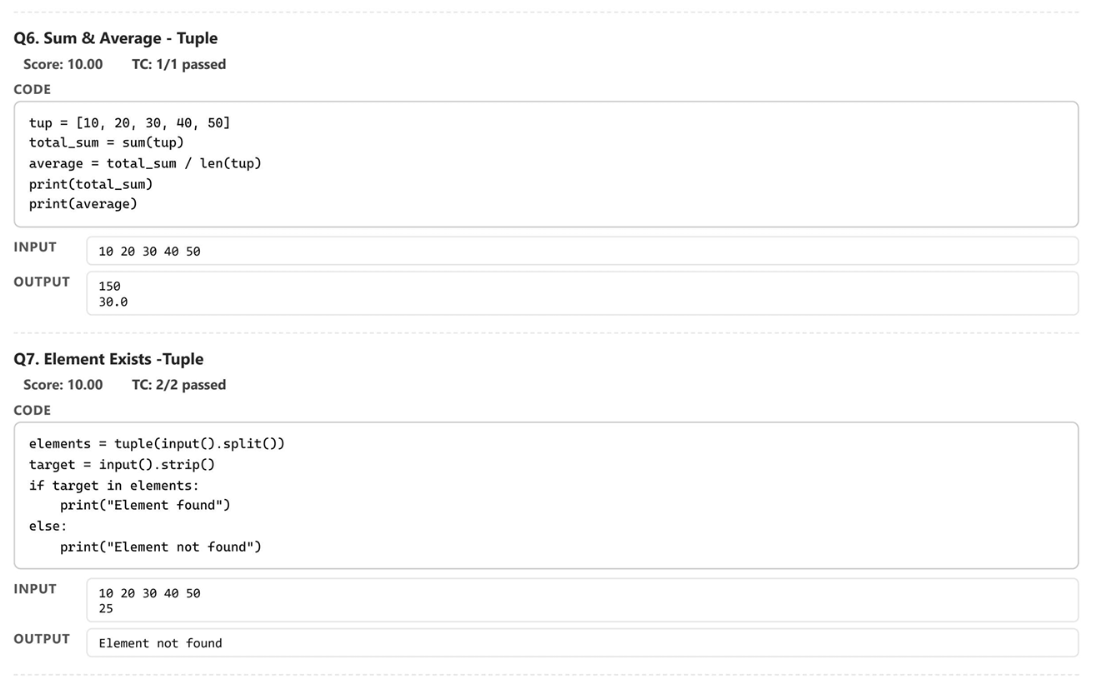 Q6. Sum & Average - Tuple
Score: 10.00 TC: 1/1 passed
CODE
tup = [10, 20, 30, 40, 50]
total_sum = sum(tup)
average = total_sum / len(tup)
print(total_sum)
print(average)
INPUT
10 20 30 40 50
OUTPUT
150
30.0
Q7. Element Exists -Tuple
Score: 10.00 TC: 2/2 passed
CODE
elements = tuple(input().split())
target = input().strip()
if target in elements:
    print("Element found")
else:
    print("Element not found")
INPUT
10 20 30 40 50
25
OUTPUT
Element not found